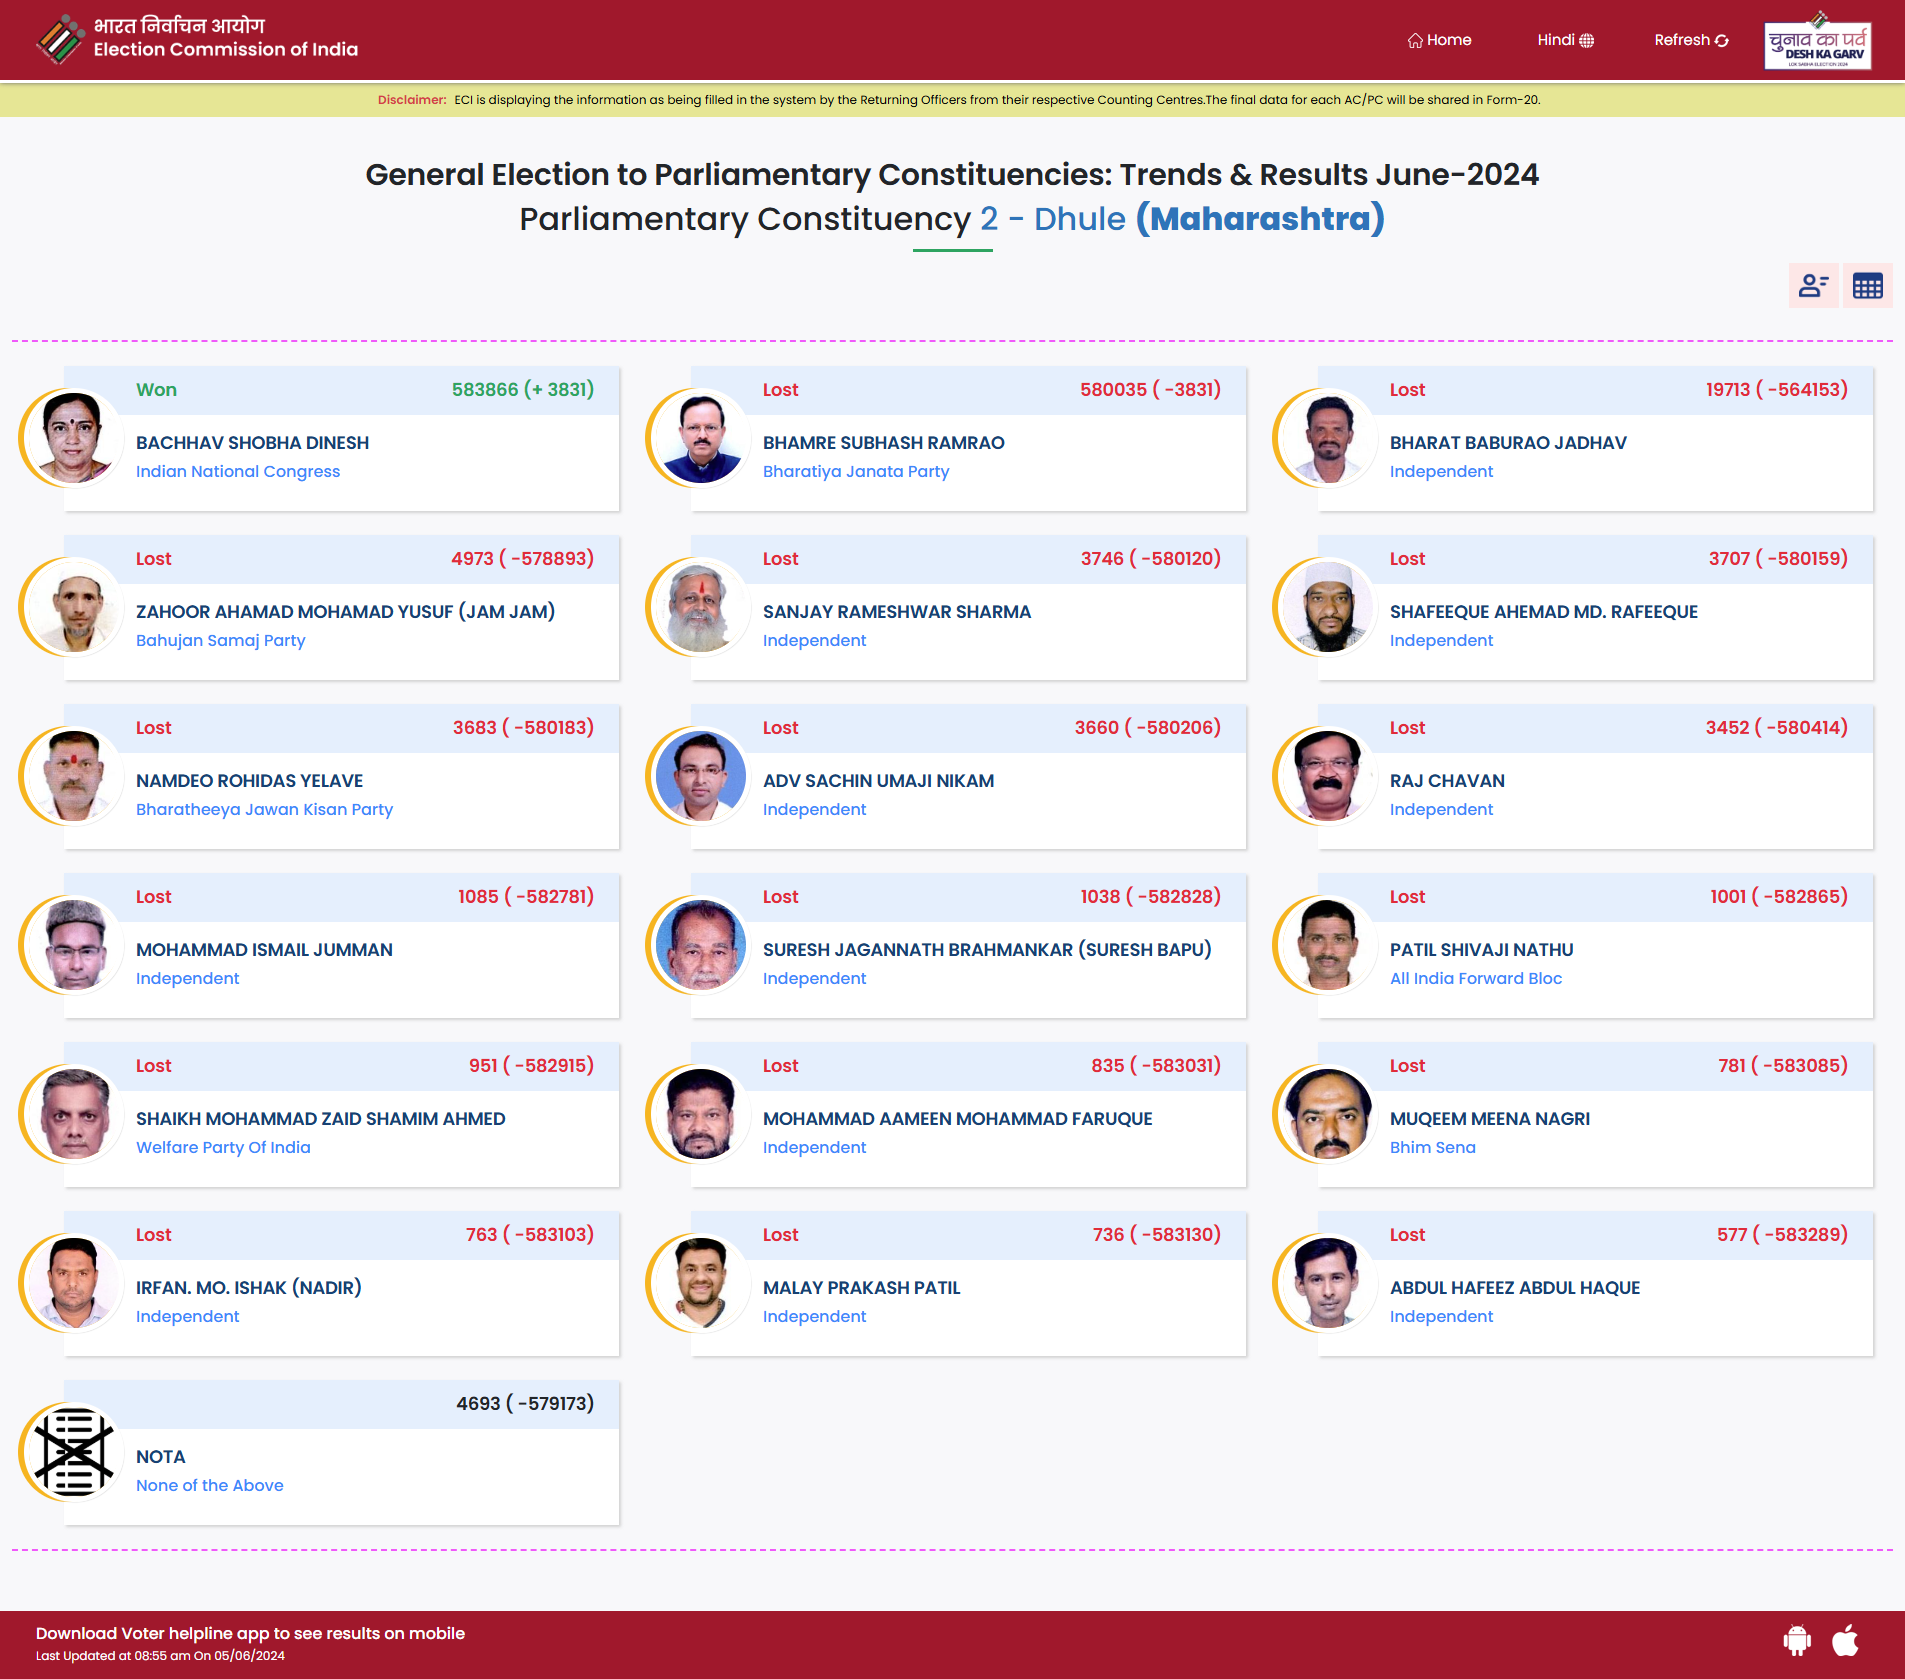 भारत निर्वाचन आयोग
Election Commission of India
Home
Hindi
Refresh
चुनाव का पर्व
DESH KA GARV
LOK SABHA ELECTION 2024
Disclaimer: ECI is displaying the information as being filled in the system by the Returning Officers from their respective Counting Centres.The final data for each AC/PC will be shared in Form-20.
General Election to Parliamentary Constituencies: Trends & Results June-2024
Parliamentary Constituency 2 - Dhule (Maharashtra)
Won 583866 (+ 3831)
BACHHAV SHOBHA DINESH
Indian National Congress
Lost 580035 ( -3831)
BHAMRE SUBHASH RAMRAO
Bharatiya Janata Party
Lost 19713 ( -564153)
BHARAT BABURAO JADHAV
Independent
Lost 4973 ( -578893)
ZAHOOR AHAMAD MOHAMAD YUSUF (JAM JAM)
Bahujan Samaj Party
Lost 3746 ( -580120)
SANJAY RAMESHWAR SHARMA
Independent
Lost 3707 ( -580159)
SHAFEEQUE AHEMAD MD. RAFEEQUE
Independent
Lost 3683 ( -580183)
NAMDEO ROHIDAS YELAVE
Bharatheeya Jawan Kisan Party
Lost 3660 ( -580206)
ADV SACHIN UMAJI NIKAM
Independent
Lost 3452 ( -580414)
RAJ CHAVAN
Independent
Lost 1085 ( -582781)
MOHAMMAD ISMAIL JUMMAN
Independent
Lost 1038 ( -582828)
SURESH JAGANNATH BRAHMANKAR (SURESH BAPU)
Independent
Lost 1001 ( -582865)
PATIL SHIVAJI NATHU
All India Forward Bloc
Lost 951 ( -582915)
SHAIKH MOHAMMAD ZAID SHAMIM AHMED
Welfare Party Of India
Lost 835 ( -583031)
MOHAMMAD AAMEEN MOHAMMAD FARUQUE
Independent
Lost 781 ( -583085)
MUQEEM MEENA NAGRI
Bhim Sena
Lost 763 ( -583103)
IRFAN. MO. ISHAK (NADIR)
Independent
Lost 736 ( -583130)
MALAY PRAKASH PATIL
Independent
Lost 577 ( -583289)
ABDUL HAFEEZ ABDUL HAQUE
Independent
4693 ( -579173)
NOTA
None of the Above
Download Voter helpline app to see results on mobile
Last Updated at 08:55 am On 05/06/2024